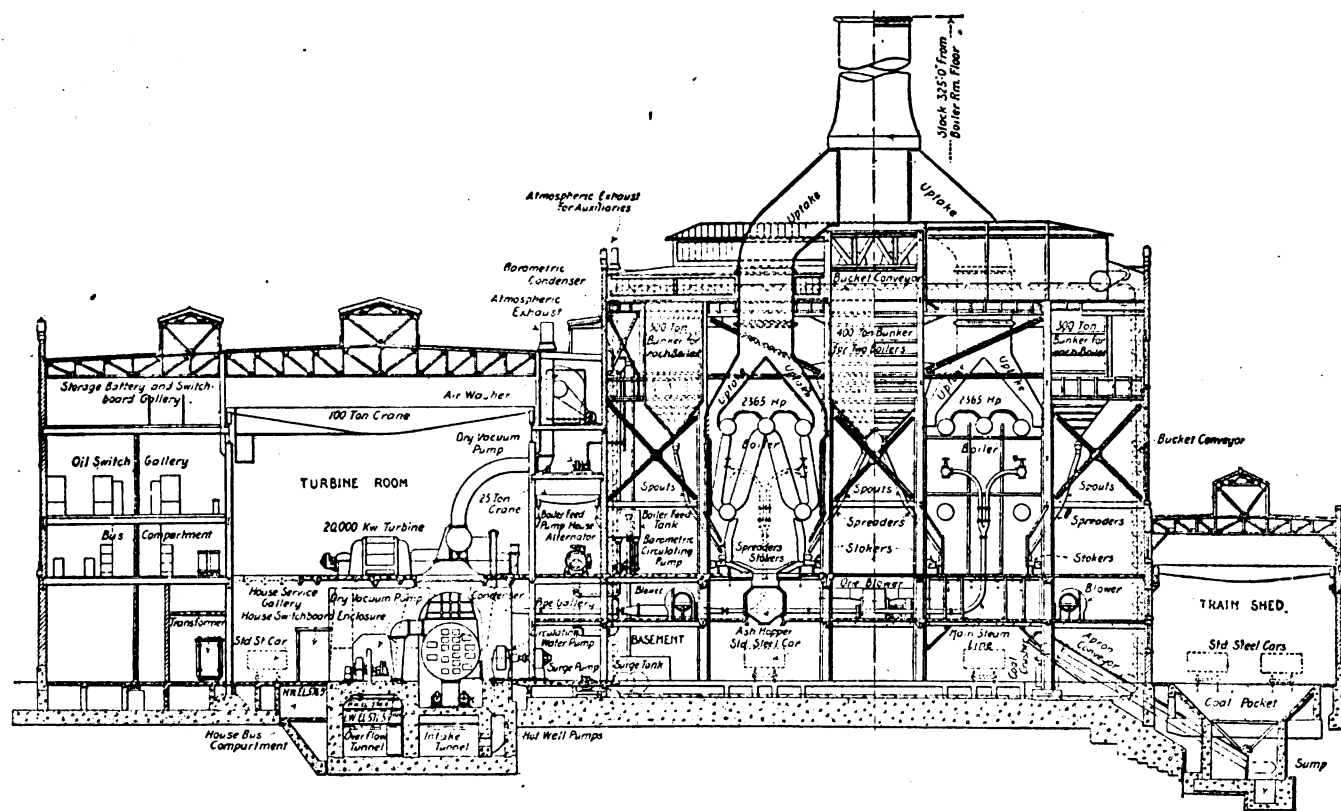 Stack 325'-0" from
Boiler Rm. Floor
Uptake
Uptake
Atmospheric Exhaust
for Auxiliaries
Barometric
Condenser
Atmospheric
Exhaust
Bucket Conveyor
300 Ton
Bunker for
each Boiler
400 Ton Bunker
for Two Boilers
300 Ton
Bunker for
each Boiler
Storage Battery and Switch-
board Gallery
Air Washer
100 Ton Crane
Uptake
Uptake
2365 Hp
Boiler
Uptake
Uptake
2365 Hp
Boiler
Dry Vacuum
Pump
Bucket Conveyor
Oil Switch Gallery
TURBINE ROOM
25 Ton
Crane
Spouts
Spouts
Spouts
20,000 Kw Turbine
Boiler Feed
Pump House
Alternator
Boiler Feed
Tank
Barometric
Circulating
Pump
Spreaders
Spreaders
Bus Compartment
Spreaders
Stokers
Stokers
Stokers
House Service
Gallery
Dry Vacuum Pump
Condenser
House Switchboard Enclosure
Pipe Gallery
Blower
Blower
Blower
TRAIN SHED
Transformer
Std St Car
Circulating
Water Pump
BASEMENT
Ash Hopper
Std. Steel Car
Main Steam
Line
Coal Crusher
Apron
Conveyor
Std. Steel Cars
Surge Pump
Surge Tank
Coal Pocket
House Bus
Compartment
Overflow
Tunnel
Intake
Tunnel
Hot Well Pumps
Sump